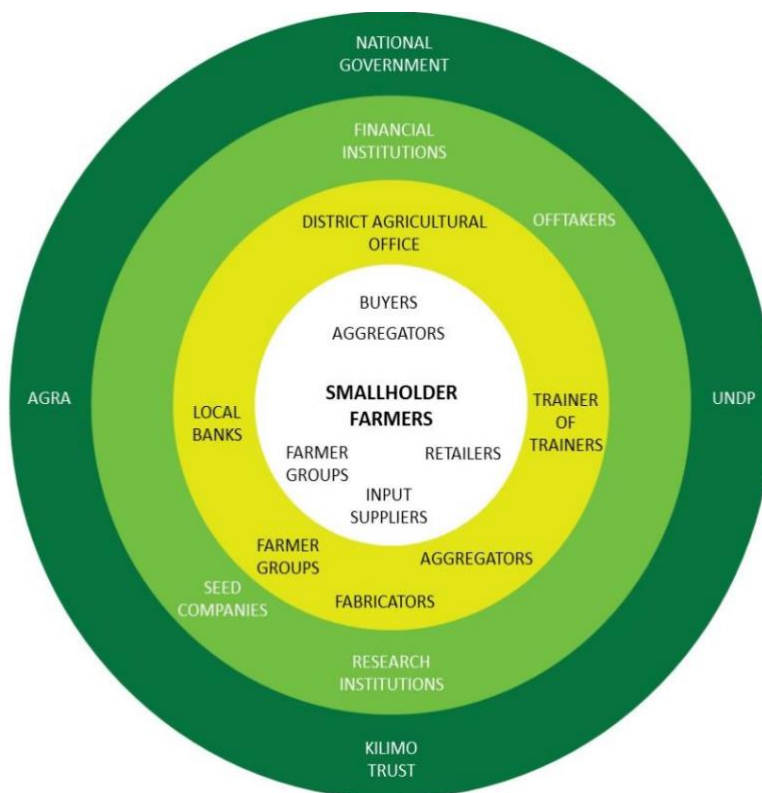 NATIONAL
GOVERNMENT
FINANCIAL
INSTITUTIONS
OFFTAKERS
DISTRICT AGRICULTURAL
OFFICE
BUYERS
AGGREGATORS
SMALLHOLDER
FARMERS
AGRA
LOCAL
BANKS
TRAINER
OF
TRAINERS
UNDP
FARMER
GROUPS
RETAILERS
INPUT
SUPPLIERS
FARMER
GROUPS
AGGREGATORS
SEED
COMPANIES
FABRICATORS
RESEARCH
INSTITUTIONS
KILIMO
TRUST